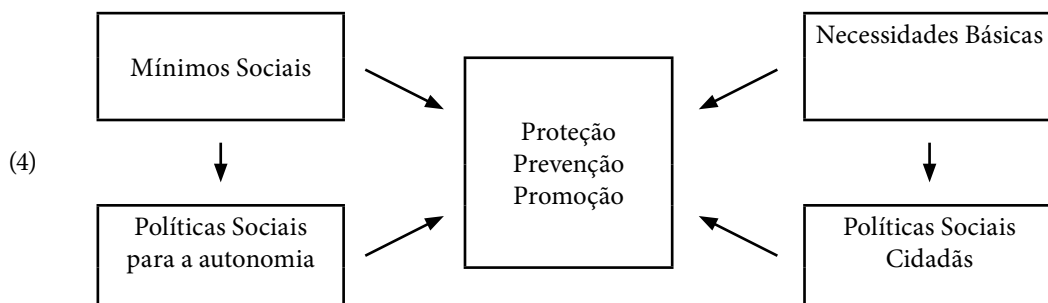 Mínimos Sociais
Necessidades Básicas
(4)
Proteção
Prevenção
Promoção
Políticas Sociais
para a autonomia
Políticas Sociais
Cidadãs